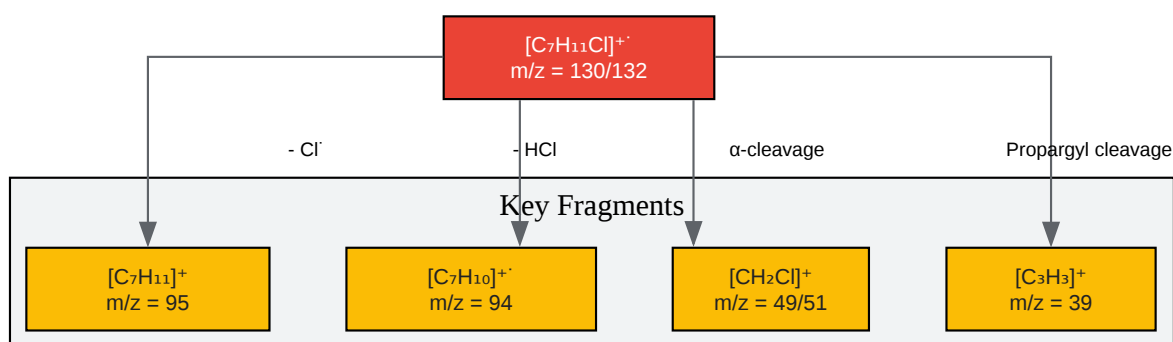 [C₇H₁₁Cl]⁺˙
m/z = 130/132
- Cl˙
- HCl
α-cleavage
Propargyl cleavage
Key Fragments
[C₇H₁₁]⁺
m/z = 95
[C₇H₁₀]⁺˙
m/z = 94
[CH₂Cl]⁺
m/z = 49/51
[C₃H₃]⁺
m/z = 39